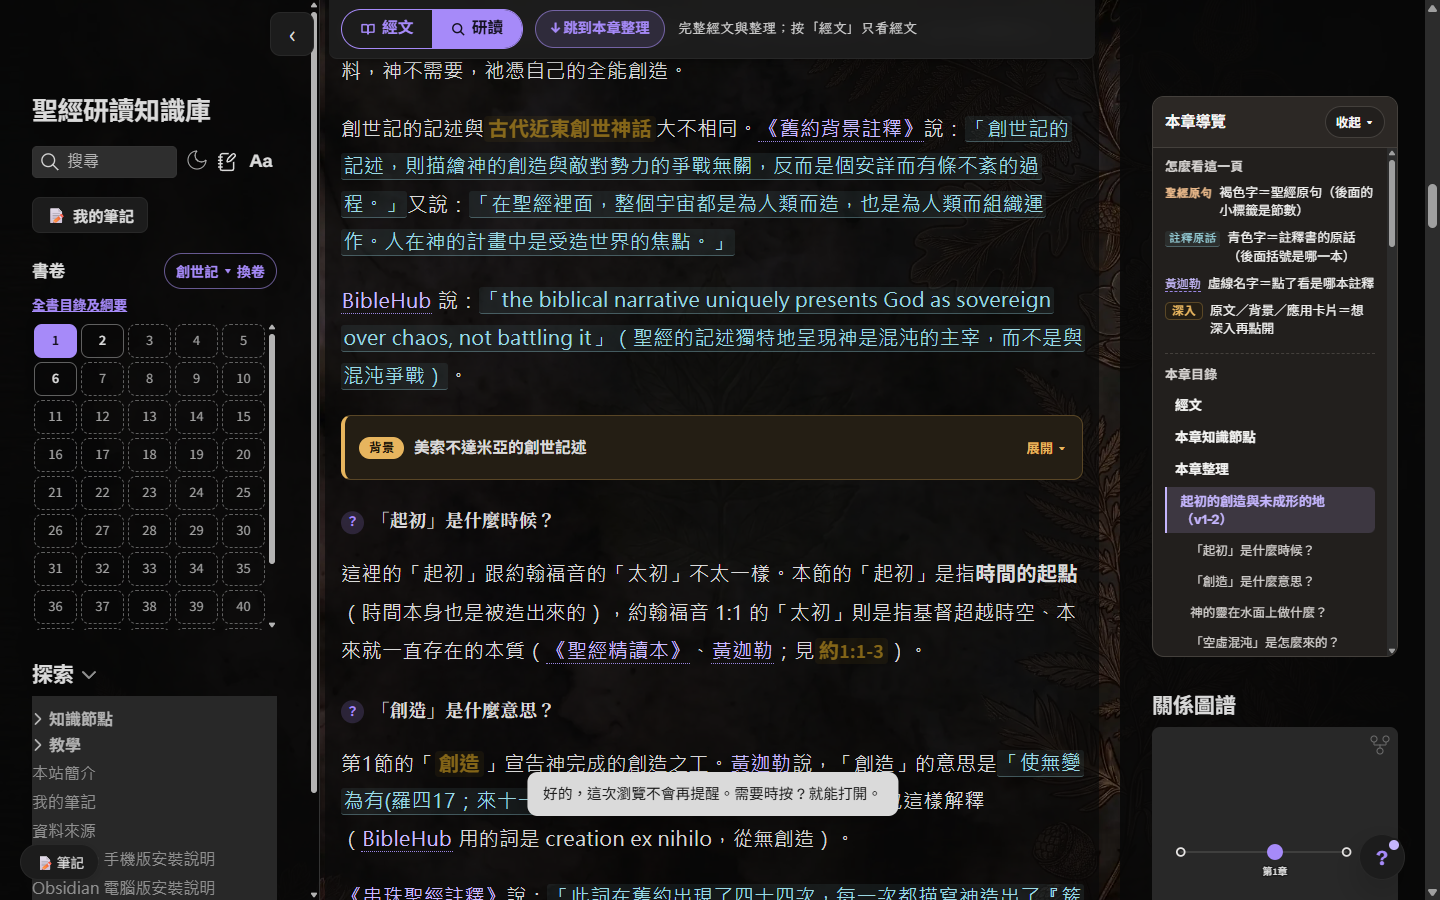 經文
研讀
↓跳到本章整理
完整經文與整理；按「經文」只看經文
聖經研讀知識庫
搜尋
Aa
我的筆記
書卷
創世記 換卷
全書目錄及綱要
1 2 3 4 5
6 7 8 9 10
11 12 13 14 15
16 17 18 19 20
21 22 23 24 25
26 27 28 29 30
31 32 33 34 35
36 37 38 39 40
探索
知識節點
教學
本站簡介
我的筆記
資料來源
筆記
手機版安裝說明
Obsidian 電腦版安裝說明
料，神不需要，祂憑自己的全能創造。
創世記的記述與古代近東創世神話大不相同。《舊約背景註釋》說：「創世記的
記述，則描繪神的創造與敵對勢力的爭戰無關，反而是個安詳而有條不紊的過
程。」又說：「在聖經裡面，整個宇宙都是為人類而造，也是為人類而組織運
作。人在神的計畫中是受造世界的焦點。」
BibleHub 說：「the biblical narrative uniquely presents God as sovereign
over chaos, not battling it」（聖經的記述獨特地呈現神是混沌的主宰，而不是與
混沌爭戰）。
背景
美索不達米亞的創世記述
展開
? 「起初」是什麼時候？
這裡的「起初」跟約翰福音的「太初」不太一樣。本節的「起初」是指時間的起點
（時間本身也是被造出來的），約翰福音 1:1 的「太初」則是指基督超越時空、本
來就一直存在的本質（《聖經精讀本》、黃迦勒；見約1:1-3）。
? 「創造」是什麼意思？
第1節的「創造」宣告神完成的創造之工。黃迦勒說，「創造」的意思是「使無變
為有(羅四17；來十一
這樣解釋
好的，這次瀏覽不會再提醒。需要時按？就能打開。
（BibleHub 用的詞是 creation ex nihilo，從無創造）。
《串珠聖經註釋》說：「此詞在舊約出現了四十四次，每一次都描寫神造出了『簇
本章導覽
收起
怎麼看這一頁
聖經原句 褐色字＝聖經原句（後面的
小標籤是節數）
註釋原話 青色字＝註釋書的原話
（後面括號是哪一本）
黃迦勒 虛線名字＝點了看是哪本註釋
深入 原文／背景／應用卡片＝想
深入再點開
本章目錄
經文
本章知識節點
本章整理
起初的創造與未成形的地
（v1-2）
「起初」是什麼時候？
「創造」是什麼意思？
神的靈在水面上做什麼？
「空虛混沌」是怎麼來的？
關係圖譜
第1章
?